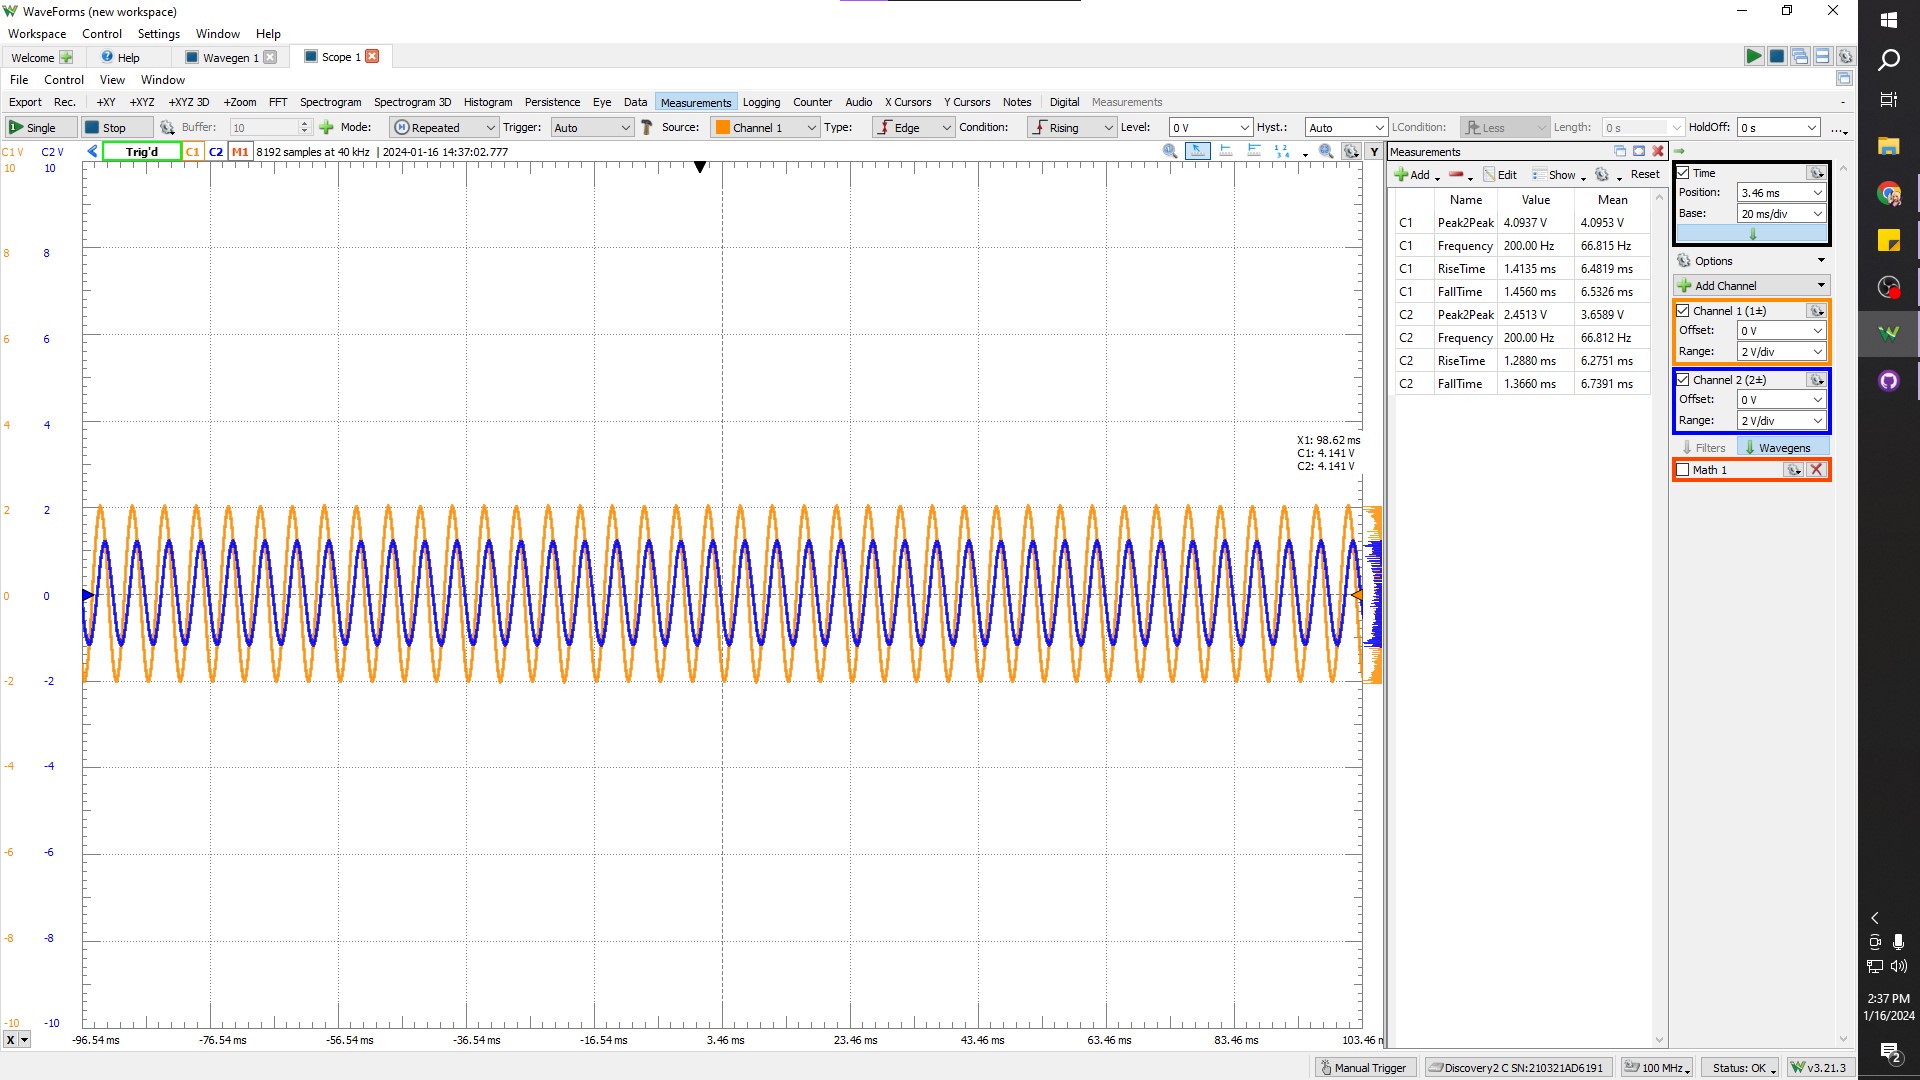 WaveForms (new workspace)
Workspace Control Settings Window Help
Welcome Help Wavegen 1 Scope 1
File Control View Window
Export Rec. +XY +XYZ +XYZ 3D +Zoom FFT Spectrogram Spectrogram 3D Histogram Persistence Eye Data Measurements Logging Counter Audio X Cursors Y Cursors Notes Digital Measurements
Single Stop Buffer: 10 Mode: Repeated Trigger: Auto Source: Channel 1 Type: Edge Condition: Rising Level: 0 V Hyst.: Auto LCondition: Less Length: 0 s HoldOff: 0 s ...
C1 V C2 V Trig'd C1 C2 M1 8192 samples at 40 kHz | 2024-01-16 14:37:02.777 Y
10 10
8 8
6 6
4 4
2 2
0 0
-2 -2
-4 -4
-6 -6
-8 -8
-10 -10
X1: 98.62 ms
C1: 4.141 V
C2: 4.141 V
X -96.54 ms -76.54 ms -56.54 ms -36.54 ms -16.54 ms 3.46 ms 23.46 ms 43.46 ms 63.46 ms 83.46 ms 103.46 m
Measurements
Add Edit Show Reset
Name Value Mean
C1 Peak2Peak 4.0937 V 4.0953 V
C1 Frequency 200.00 Hz 66.815 Hz
C1 RiseTime 1.4135 ms 6.4819 ms
C1 FallTime 1.4560 ms 6.5326 ms
C2 Peak2Peak 2.4513 V 3.6589 V
C2 Frequency 200.00 Hz 66.812 Hz
C2 RiseTime 1.2880 ms 6.2751 ms
C2 FallTime 1.3660 ms 6.7391 ms
Time
Position: 3.46 ms
Base: 20 ms/div
Options
Add Channel
Channel 1 (1±)
Offset: 0 V
Range: 2 V/div
Channel 2 (2±)
Offset: 0 V
Range: 2 V/div
Filters Wavegens
Math 1
Manual Trigger Discovery2 C SN:210321AD6191 100 MHz Status: OK v3.21.3
2:37 PM
1/16/2024
2